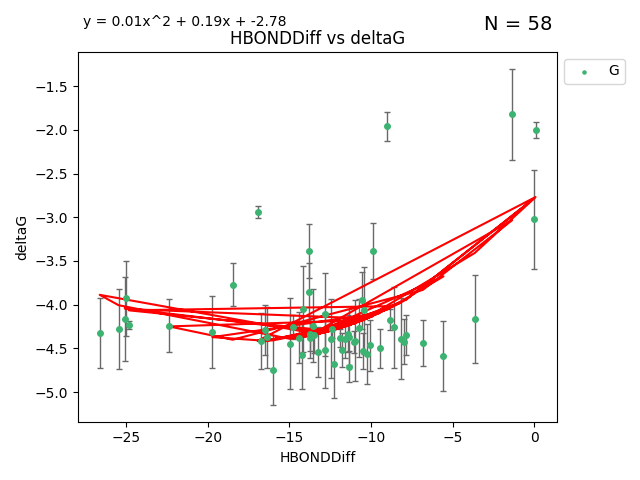 y = 0.01x^2 + 0.19x + -2.78
N = 58
HBONDDiff vs deltaG
G
−1.5
−2.0
−2.5
−3.0
−3.5
−4.0
−4.5
−5.0
deltaG
−25
−20
−15
−10
−5
0
HBONDDiff